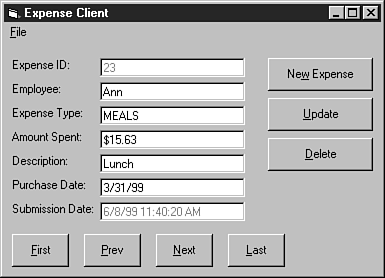 Expense Client
File
Expense ID: 23
New Expense
Employee: Ann
Expense Type: MEALS
Update
Amount Spent: $15.63
Description: Lunch
Delete
Purchase Date: 3/31/99
Submission Date: 6/8/99 11:40:20 AM
First Prev Next Last